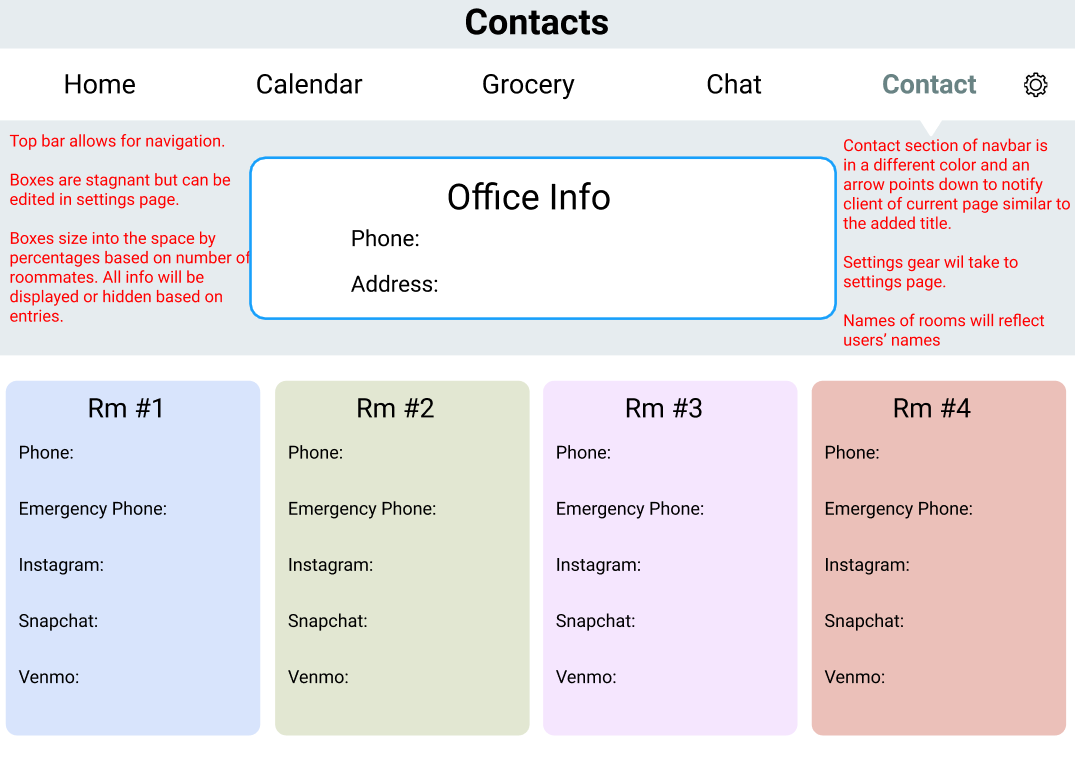 Contacts
Home
Calendar
Grocery
Chat
Contact
Top bar allows for navigation.
Boxes are stagnant but can be
edited in settings page.
Boxes size into the space by
percentages based on number of
roommates. All info will be
displayed or hidden based on
entries.
Office Info
Phone:
Address:
Contact section of navbar is
in a different color and an
arrow points down to notify
client of current page similar to
the added title.
Settings gear wil take to
settings page.
Names of rooms will reflect
users’ names
Rm #1
Phone:
Emergency Phone:
Instagram:
Snapchat:
Venmo:
Rm #2
Phone:
Emergency Phone:
Instagram:
Snapchat:
Venmo:
Rm #3
Phone:
Emergency Phone:
Instagram:
Snapchat:
Venmo:
Rm #4
Phone:
Emergency Phone:
Instagram:
Snapchat:
Venmo: